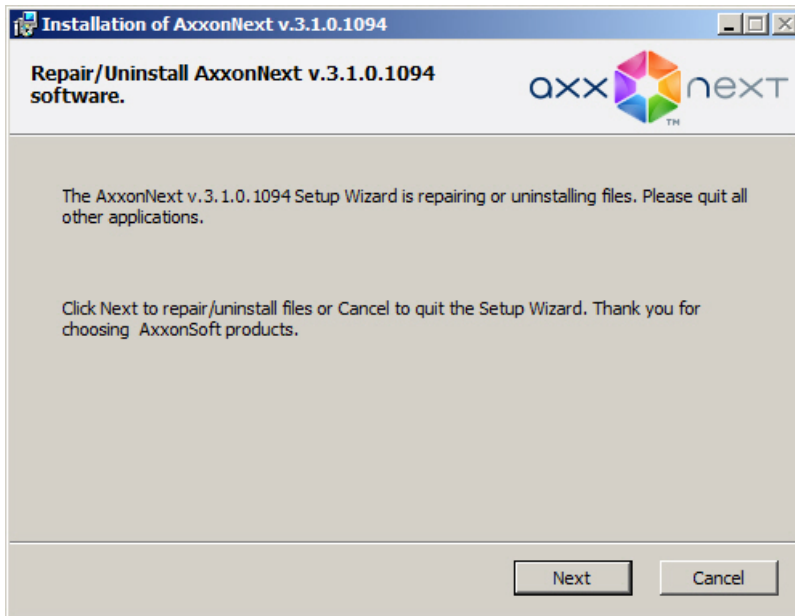 Installation of AxxonNext v.3.1.0.1094
Repair/Uninstall AxxonNext v.3.1.0.1094
software.
axx next
TM
The AxxonNext v.3.1.0.1094 Setup Wizard is repairing or uninstalling files. Please quit all
other applications.
Click Next to repair/uninstall files or Cancel to quit the Setup Wizard. Thank you for
choosing  AxxonSoft products.
Next
Cancel